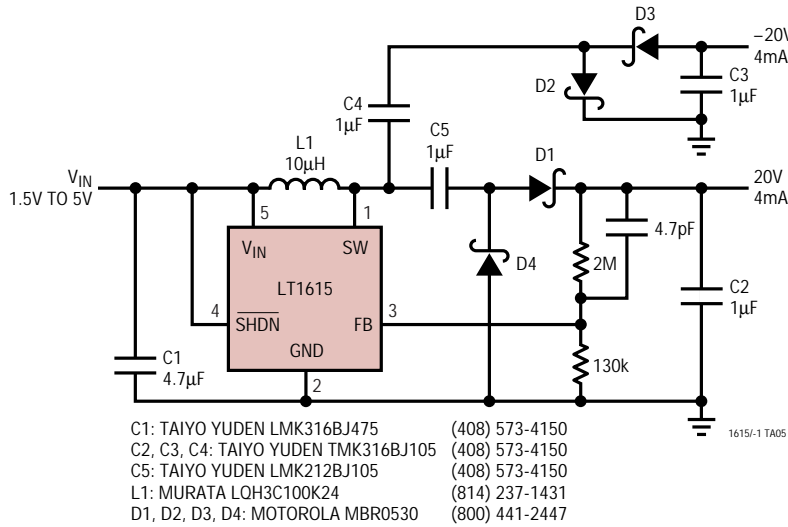 D3
–20V
4mA
D2
C3
1µF
C4
1µF
C5
1µF
D1
L1
10µH
VIN
1.5V TO 5V
20V
4mA
5
1
VIN
SW
4.7pF
D4
2M
LT1615
C2
1µF
4
SHDN
FB
3
GND
C1
4.7µF
2
130k
C1: TAIYO YUDEN LMK316BJ475 (408) 573-4150
C2, C3, C4: TAIYO YUDEN TMK316BJ105 (408) 573-4150
C5: TAIYO YUDEN LMK212BJ105 (408) 573-4150
L1: MURATA LQH3C100K24 (814) 237-1431
D1, D2, D3, D4: MOTOROLA MBR0530 (800) 441-2447
1615/-1 TA05